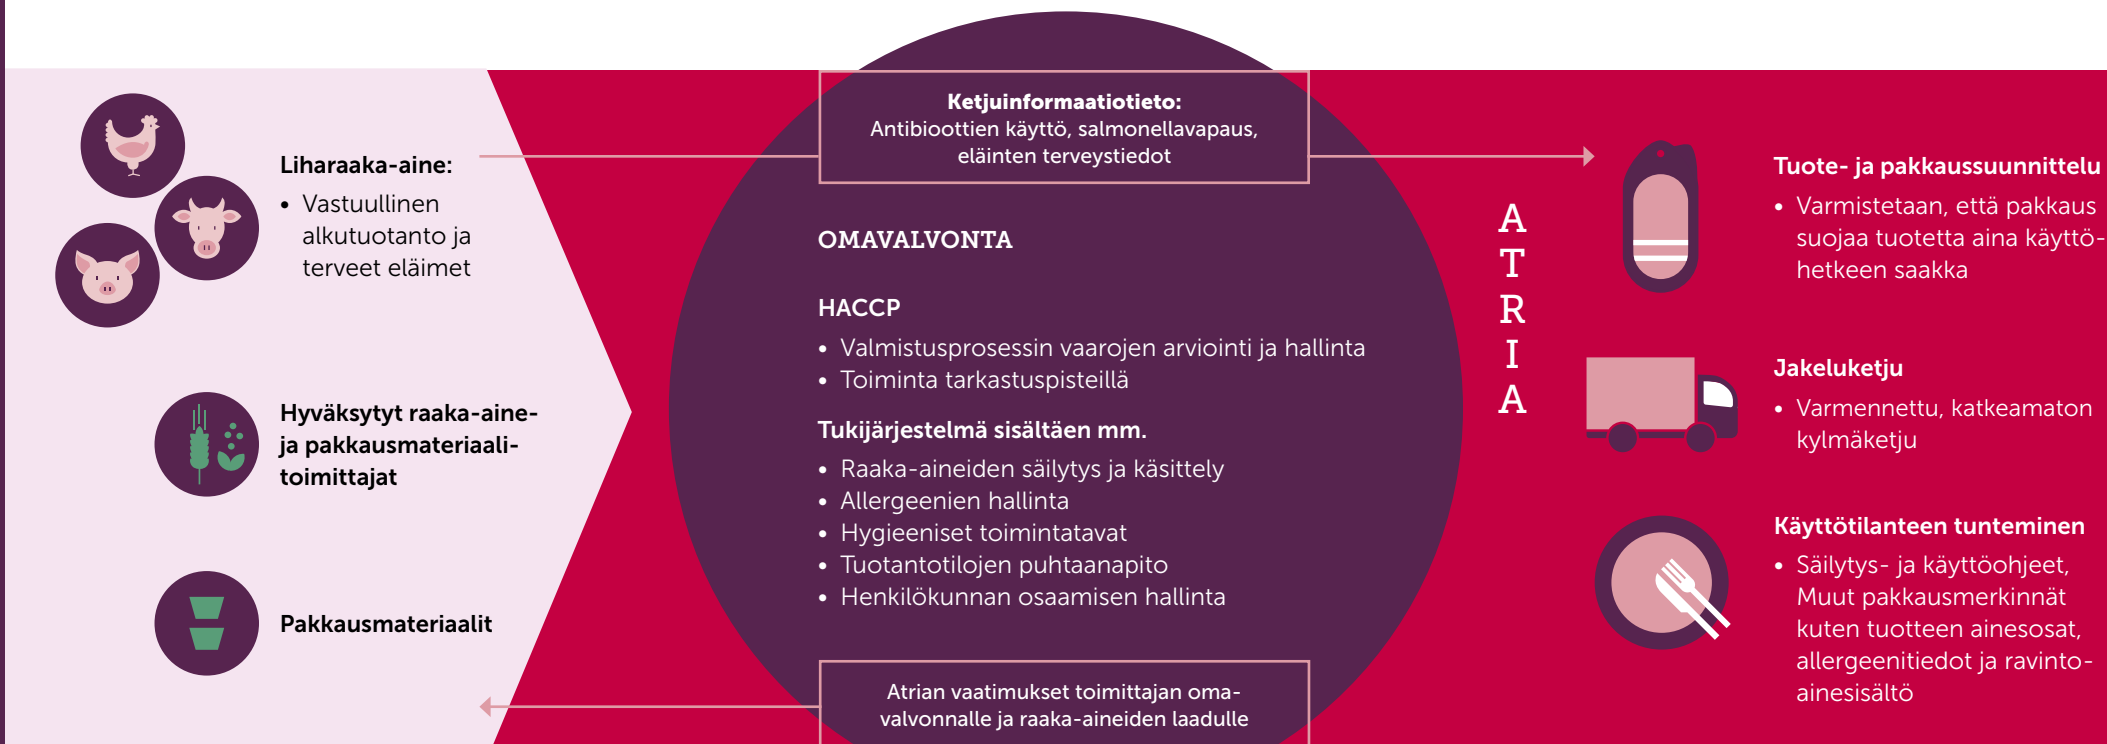 Liharaaka-aine:
• Vastuullinen
alkutuotanto ja
terveet eläimet
Hyväksytyt raaka-aine-
ja pakkausmateriaali-
toimittajat
Pakkausmateriaalit
Ketjuinformaatiotieto:
Antibioottien käyttö, salmonellavapaus,
eläinten terveystiedot
OMAVALVONTA
HACCP
• Valmistusprosessin vaarojen arviointi ja hallinta
• Toiminta tarkastuspisteillä
Tukijärjestelmä sisältäen mm.
• Raaka-aineiden säilytys ja käsittely
• Allergeenien hallinta
• Hygieeniset toimintatavat
• Tuotantotilojen puhtaanapito
• Henkilökunnan osaamisen hallinta
Atrian vaatimukset toimittajan oma-
valvonnalle ja raaka-aineiden laadulle
A
T
R
I
A
Tuote- ja pakkaussuunnittelu
• Varmistetaan, että pakkaus
suojaa tuotetta aina käyttö-
hetkeen saakka
Jakeluketju
• Varmennettu, katkeamaton
kylmäketju
Käyttötilanteen tunteminen
• Säilytys- ja käyttöohjeet,
Muut pakkausmerkinnät
kuten tuotteen ainesosat,
allergeenitiedot ja ravinto-
ainesisältö